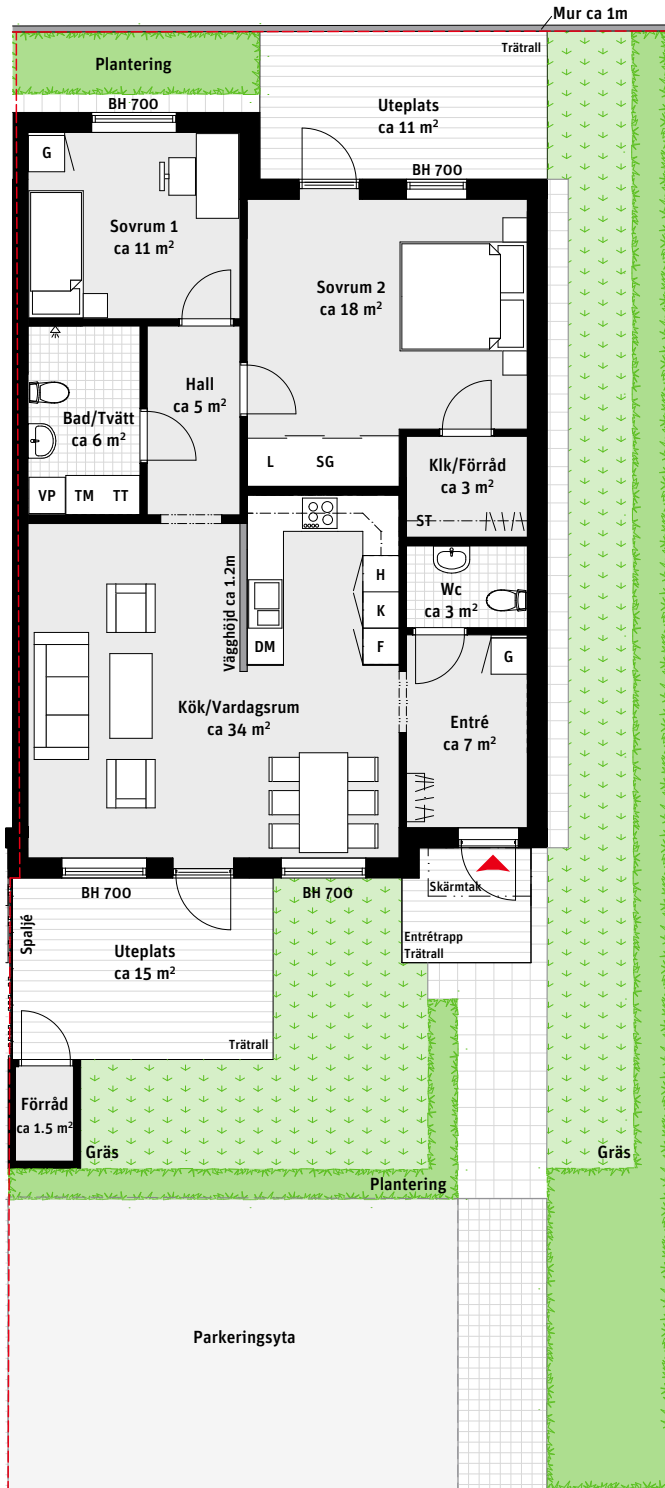 Mur ca 1m
Trätrall
Plantering
Uteplats
ca 11 m²
BH 700
BH 700
G
Sovrum 1
ca 11 m²
Sovrum 2
ca 18 m²
Hall
ca 5 m²
Bad/Tvätt
ca 6 m²
L SG
Klk/Förråd
ca 3 m²
VP TM TT
ST
Vägghöjd ca 1.2m
H
K
F
DM
Wc
ca 3 m²
G
Kök/Vardagsrum
ca 34 m²
Entré
ca 7 m²
BH 700
BH 700
Skärmtak
Spaljé
Uteplats
ca 15 m²
Entrétrapp
Trätrall
Trätrall
Förråd
ca 1.5 m²
Gräs
Gräs
Plantering
Parkeringsyta